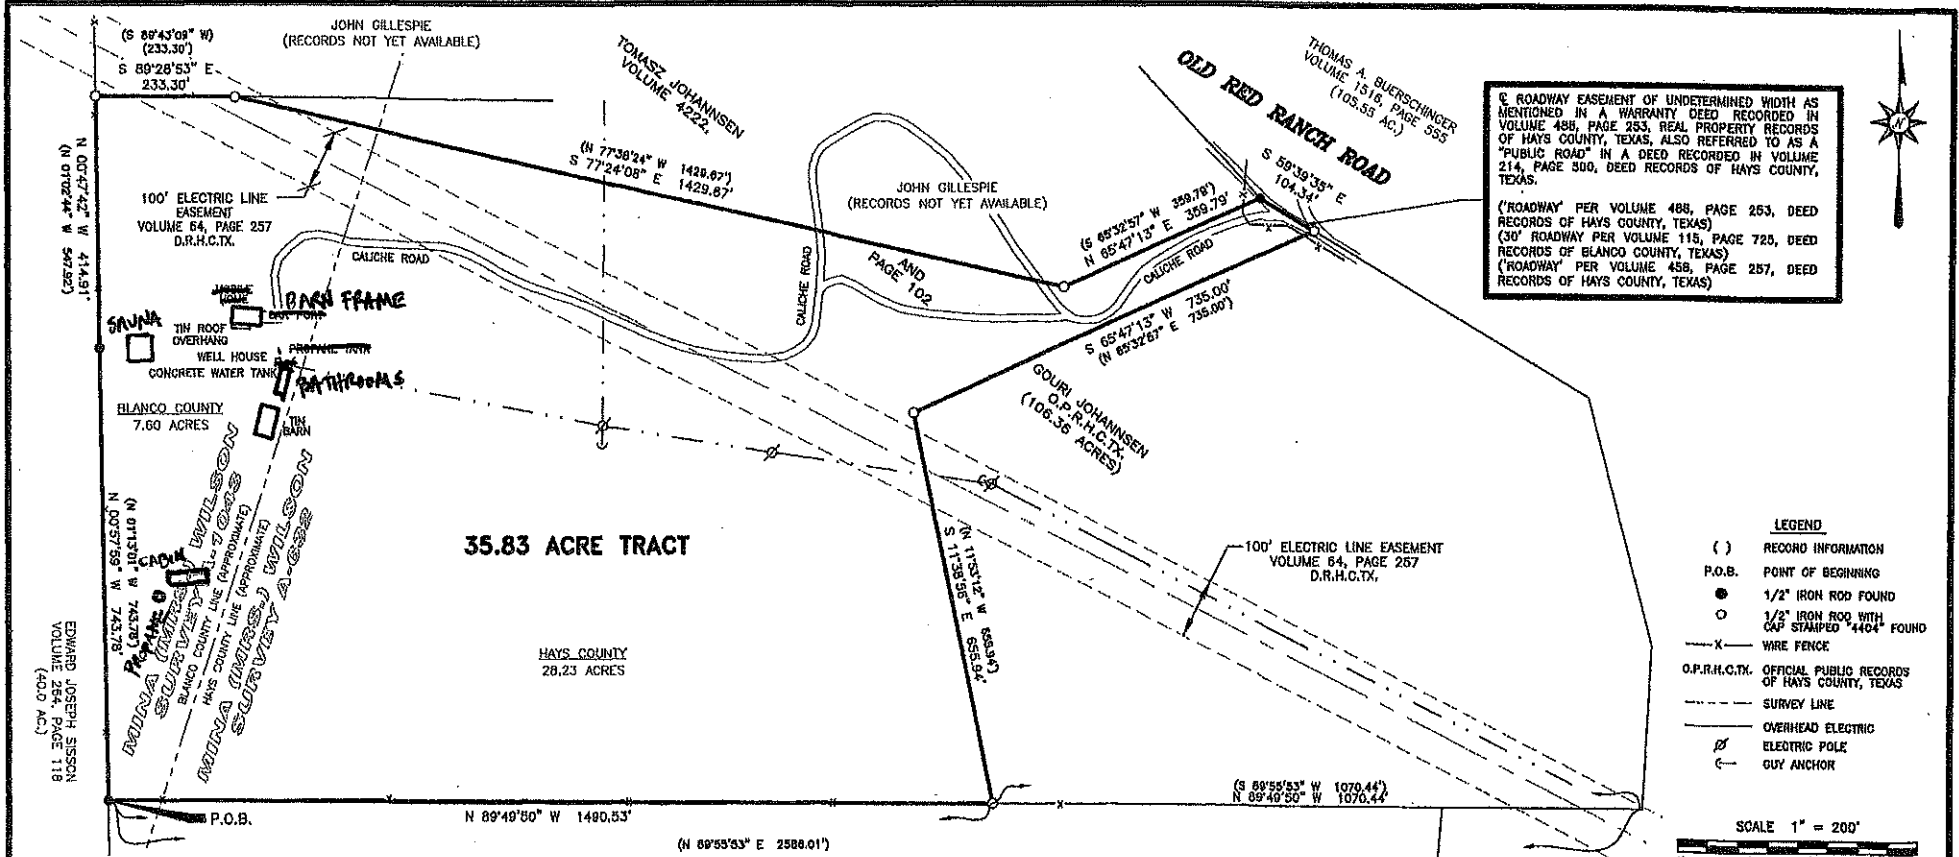 (S 89°43'09" W)
(233.30')
S 89°28'53" E
233.30'
JOHN GILLESPIE
(RECORDS NOT YET AVAILABLE)
TOMASZ JOHANNSEN
VOLUME 4222,
OLD RED RANCH ROAD
THOMAS A. BUERSCHINGER
VOLUME 1516, PAGE 555
(105.55 AC.)
℄ ROADWAY EASEMENT OF UNDETERMINED WIDTH AS
MENTIONED IN A WARRANTY DEED RECORDED IN
VOLUME 488, PAGE 253, REAL PROPERTY RECORDS
OF HAYS COUNTY, TEXAS, ALSO REFERRED TO AS A
"PUBLIC ROAD" IN A DEED RECORDED IN VOLUME
214, PAGE 500, DEED RECORDS OF HAYS COUNTY,
TEXAS.
('ROADWAY' PER VOLUME 488, PAGE 253, DEED
RECORDS OF HAYS COUNTY, TEXAS)
(30' ROADWAY PER VOLUME 115, PAGE 725, DEED
RECORDS OF BLANCO COUNTY, TEXAS)
('ROADWAY' PER VOLUME 458, PAGE 257, DEED
RECORDS OF HAYS COUNTY, TEXAS)
N
N 00°47'42" W 414.91'
(N 01°02'44" W 547.92')
100' ELECTRIC LINE
EASEMENT
VOLUME 64, PAGE 257
D.R.H.C.TX.
(N 77°38'24" W 1429.67')
S 77°24'08" E 1429.67'
JOHN GILLESPIE
(RECORDS NOT YET AVAILABLE)
S 59°39'35" E
104.34'
(S 65°32'57" W 359.79')
N 65°47'13" E 359.79'
CALICHE ROAD
CALICHE ROAD
CALICHE ROAD
AND
PAGE 102
S 65°47'13" W 735.00'
(N 65°32'57" E 735.00')
MOBILE
HOME
BARN FRAME
CAR PORT
SAUNA
TIN ROOF
OVERHANG
WELL HOUSE
PROPANE TANK
CONCRETE WATER TANK
BATHROOMS
BLANCO COUNTY
7.60 ACRES
TIN
BARN
GOURI JOHANNSEN
O.P.R.H.C.TX.
(106.36 ACRES)
35.83 ACRE TRACT
MINA (MRS.) WILSON
SURVEY A-1043
BLANCO COUNTY LINE (APPROXIMATE)
HAYS COUNTY LINE (APPROXIMATE)
MINA (MRS.) WILSON
SURVEY A-632
CABIN
PROPANE
(N 01°13'01" W 743.78')
N 00°57'59" W 743.78'
EDWARD JOSEPH SISSON
VOLUME 254, PAGE 118
(40.0 AC.)
HAYS COUNTY
28.23 ACRES
(N 11°53'12" W 655.94')
S 11°38'56" E 655.94'
100' ELECTRIC LINE EASEMENT
VOLUME 64, PAGE 257
D.R.H.C.TX.
LEGEND
( ) RECORD INFORMATION
P.O.B. POINT OF BEGINNING
1/2" IRON ROD FOUND
1/2" IRON ROD WITH
CAP STAMPED "4404" FOUND
X WIRE FENCE
O.P.R.H.C.TX. OFFICIAL PUBLIC RECORDS
OF HAYS COUNTY, TEXAS
SURVEY LINE
OVERHEAD ELECTRIC
ELECTRIC POLE
GUY ANCHOR
P.O.B.
N 89°49'50" W 1490.53'
(S 89°55'53" W 1070.44')
N 89°49'50" W 1070.44'
(N 89°55'53" E 2588.01')
SCALE 1" = 200'